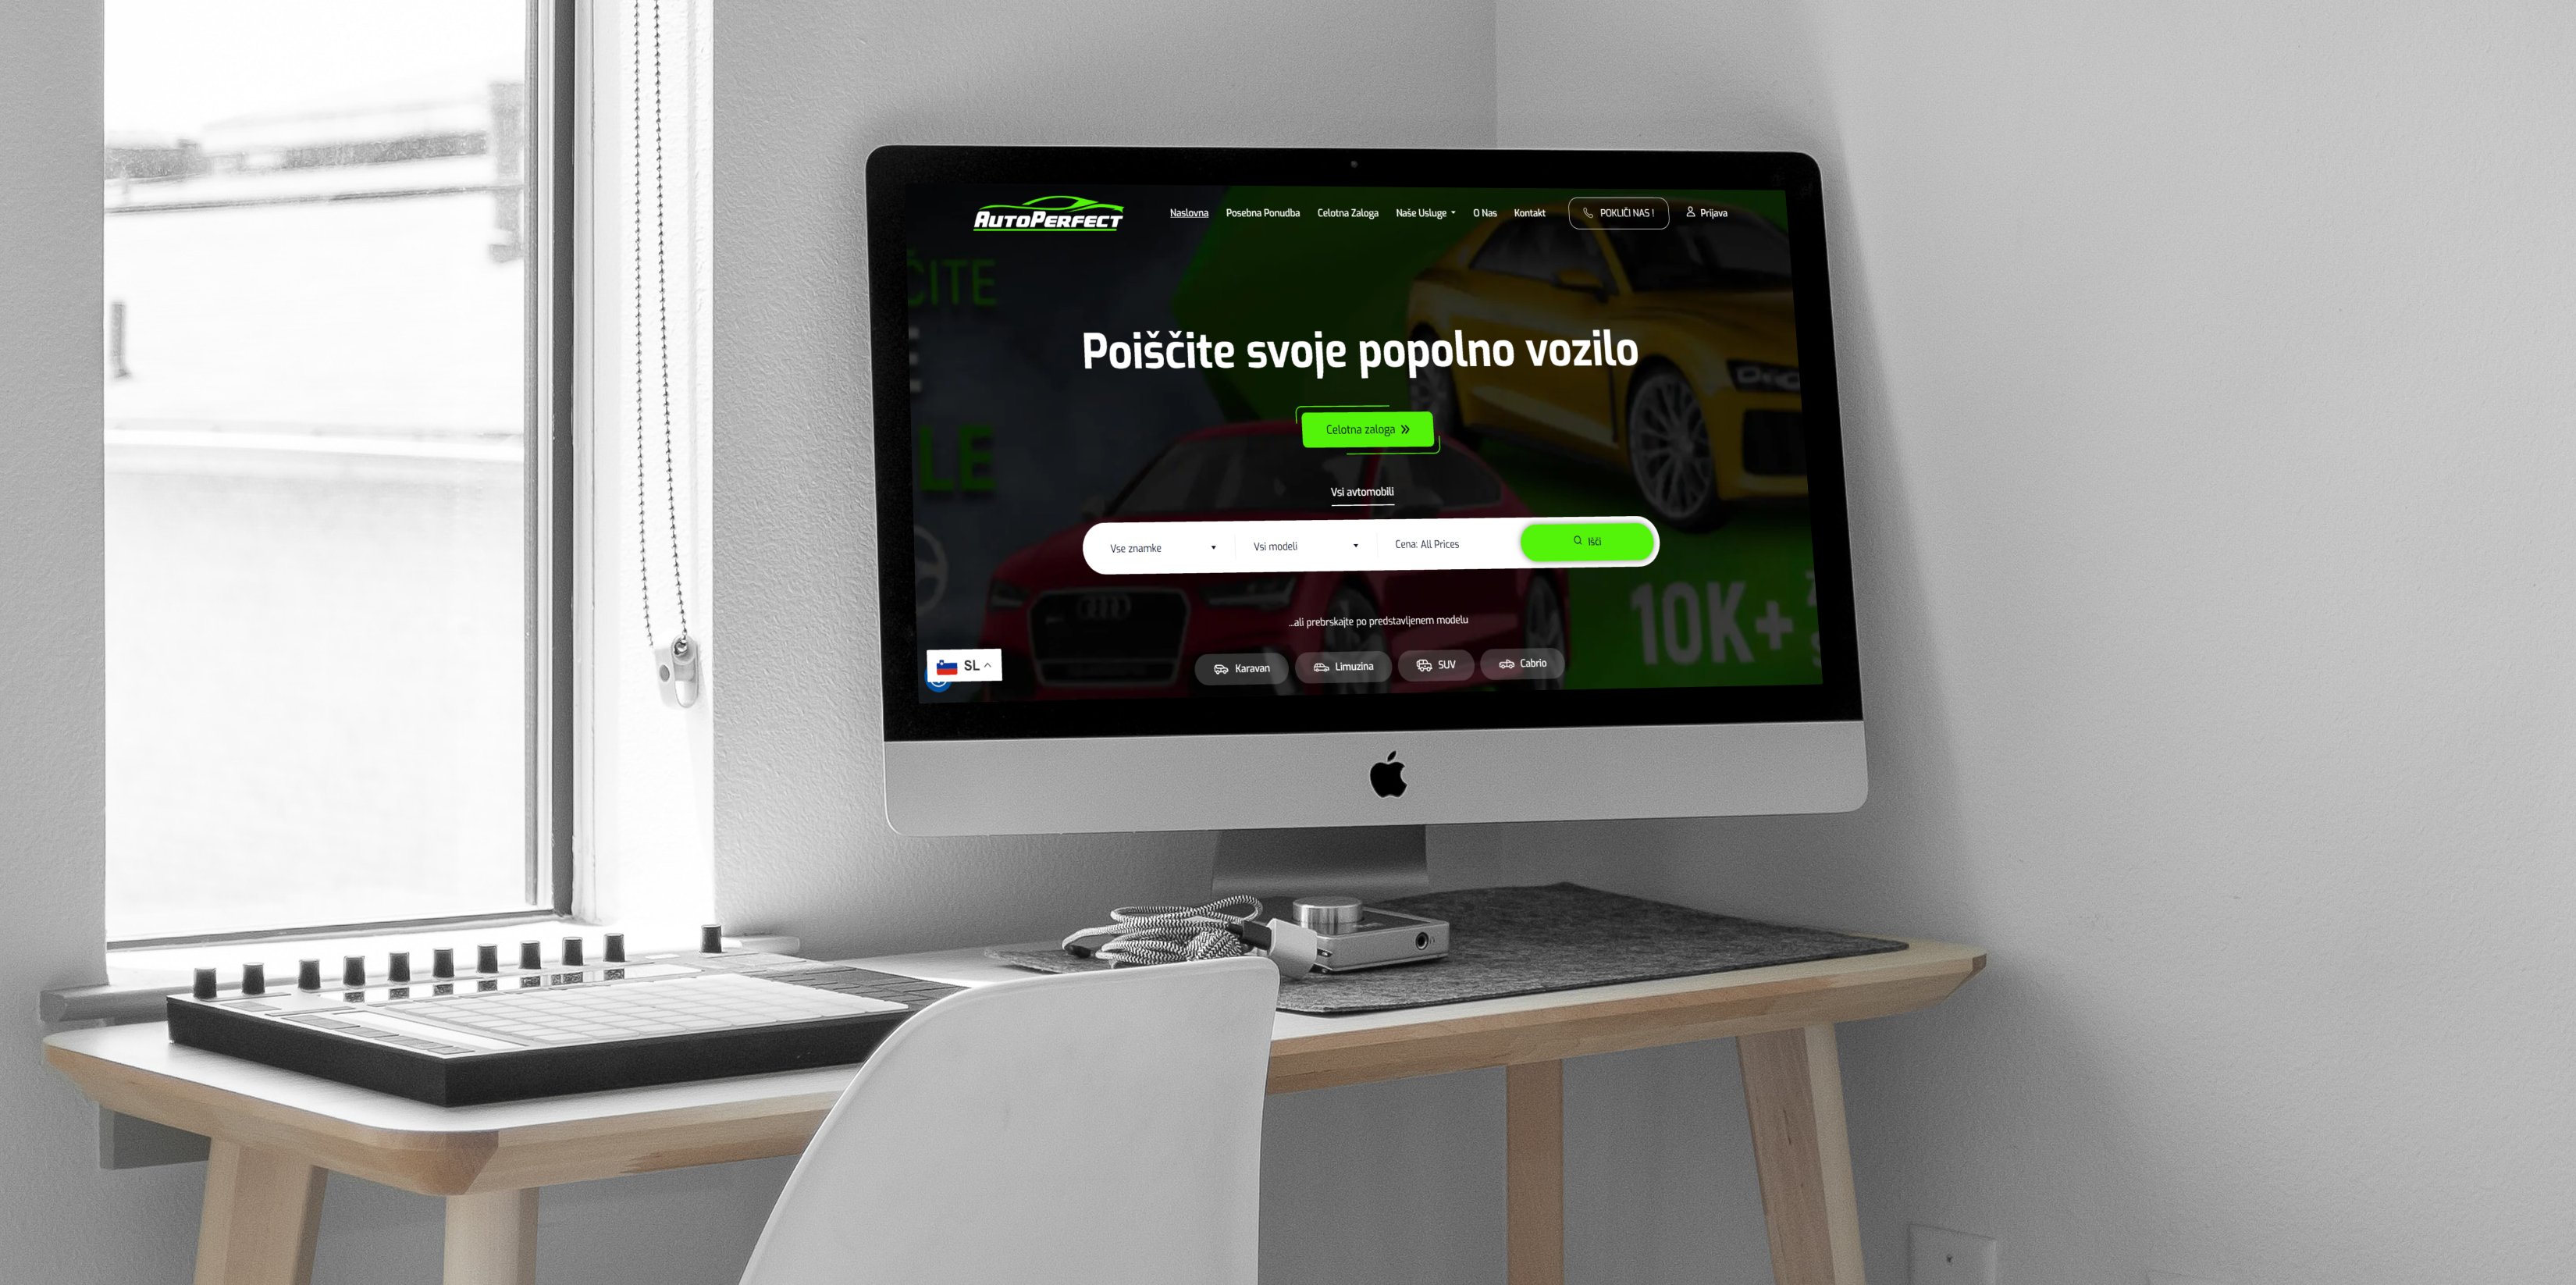 AUTOPERFECT
Naslovna Posebna Ponudba Celotna Zaloga Naše Usluge O Nas Kontakt POKLIČI NAS ! Prijava
ČITE
LE
Poiščite svoje popolno vozilo
Celotna zaloga »
Vsi avtomobili
Vse znamke Vsi modeli Cena: All Prices Išči
10K+
...ali prebrskajte po predstavljenem modelu
SL
Karavan Limuzina SUV Cabrio